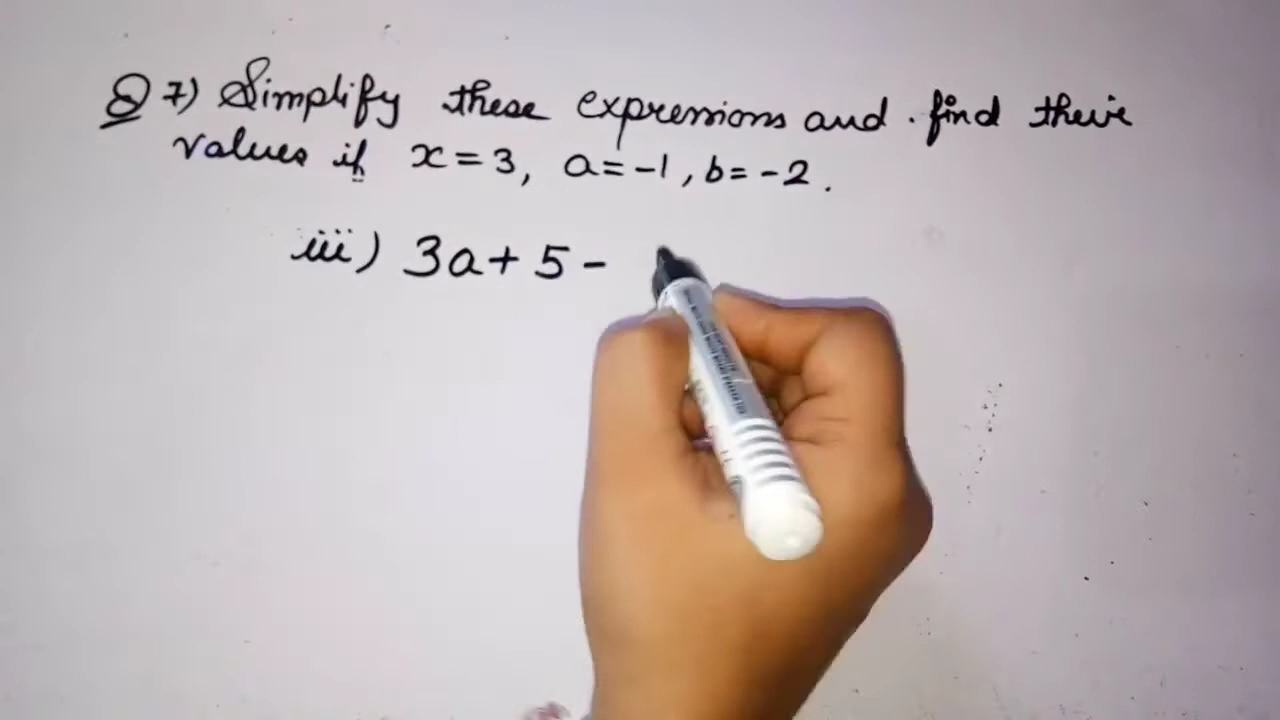 Q 7) Simplify these expressions and find their
values if x = 3, a = -1, b = -2.
iii) 3a + 5 -